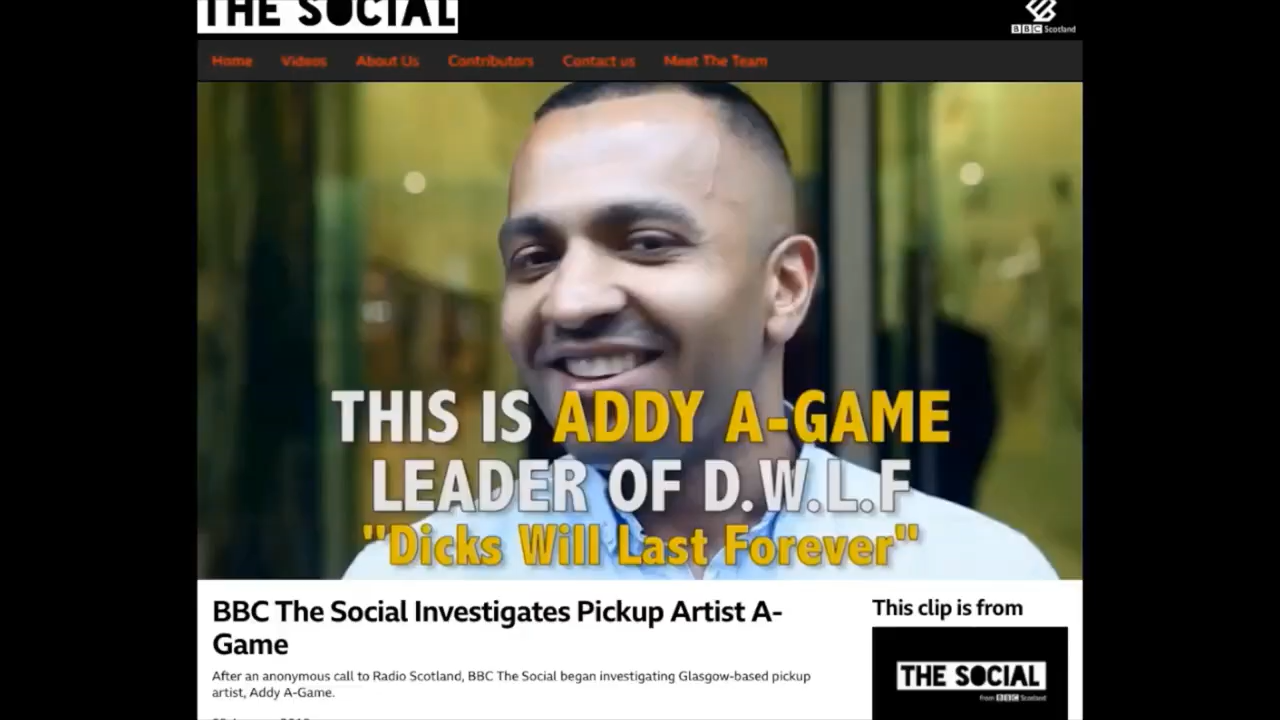 THE SOCIAL
BBC Scotland
Home Videos About Us Contributors Contact us Meet The Team
THIS IS ADDY A-GAME
LEADER OF D.W.L.F
"Dicks Will Last Forever"
BBC The Social Investigates Pickup Artist A-
Game
After an anonymous call to Radio Scotland, BBC The Social began investigating Glasgow-based pickup
artist, Addy A-Game.
This clip is from
THE SOCIAL
From BBC Scotland